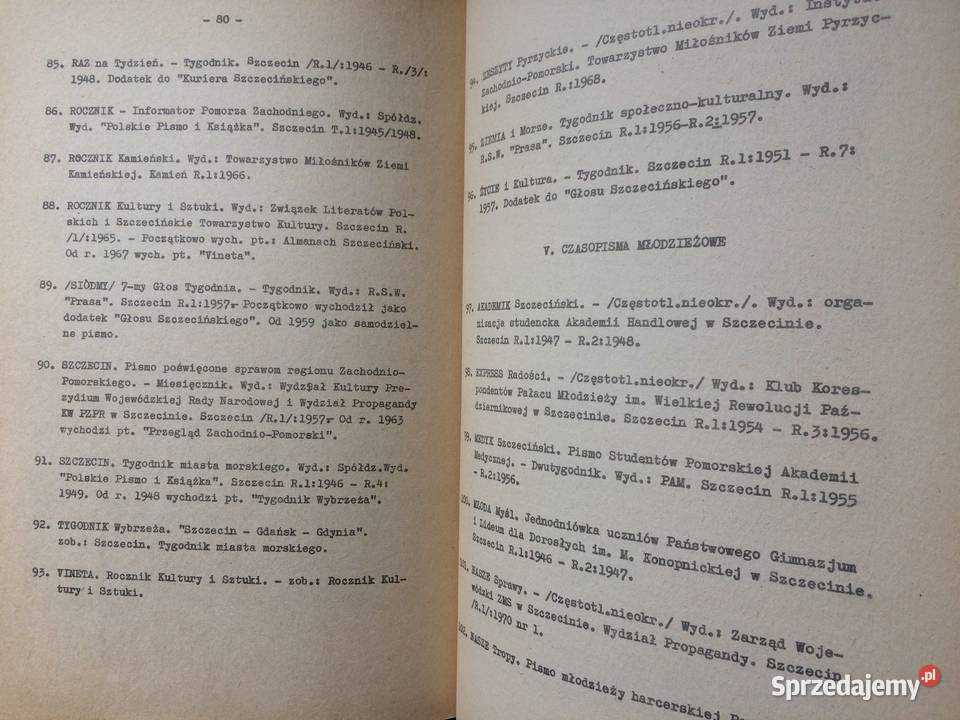 - 80 -
85. RAZ na Tydzień. - Tygodnik. Szczecin /R.1/:1946 - R./3/:
1948. Dodatek do "Kuriera Szczecińskiego".
86. ROCZNIK - Informator Pomorza Zachodniego. Wyd.: Spółdz.
Wyd. "Polskie Pismo i Książka". Szczecin T.1:1945/1948.
87. ROCZNIK Kamieński. Wyd.: Towarzystwo Miłośników Ziemi
Kamieńskiej. Kamień R.1:1966.
88. ROCZNIK Kultury i Sztuki. Wyd.: Związek Literatów Pol-
skich i Szczecińskie Towarzystwo Kultury. Szczecin R.
/1/:1965. - Początkowo wych. pt.: Almanach Szczeciński.
Od r. 1967 wych. pt. "Vineta".
89. /SIÓDMY/ 7-my Głos Tygodnia. - Tygodnik. Wyd.: R.S.W.
"Prasa". Szczecin R.1:1957- Początkowo wychodził jako
dodatek "Głosu Szczecińskiego". Od 1959 jako samodziel-
ne pismo.
90. SZCZECIN. Pismo poświęcone sprawom regionu Zachodnio-
Pomorskiego. - Miesięcznik. Wyd.: Wydział Kultury Pre-
zydium Wojewódzkiej Rady Narodowej i Wydział Propagandy
KW PZPR w Szczecinie. Szczecin /R.1/:1957- Od r. 1963
wychodzi pt. "Przegląd Zachodnio-Pomorski".
91. SZCZECIN. Tygodnik miasta morskiego. Wyd.: Spółdz.Wyd.
"Polskie Pismo i Książka". Szczecin R.1:1946 - R.4:
1949. Od r. 1948 wychodzi pt. "Tygodnik Wybrzeża".
92. TYGODNIK Wybrzeża. "Szczecin - Gdańsk - Gdynia".
zob.: Szczecin. Tygodnik miasta morskiego.
93. VINETA. Rocznik Kultury i Sztuki. - zob.: Rocznik Kul-
tury i Sztuki.
94. ZESZYTY Pyrzyckie. - /Częstotl.nieokr./. Wyd.: Instytut
Zachodnio-Pomorski. Towarzystwo Miłośników Ziemi Pyrzyc-
kiej. Szczecin R.:1968.
95. ZIEMIA i Morze. Tygodnik społeczno-kulturalny. Wyd.:
R.S.W. "Prasa". Szczecin R.1:1956-R.2:1957.
96. ŻYCIE i Kultura. - Tygodnik. Szczecin R.1:1951 - R.7:
1957. Dodatek do "Głosu Szczecińskiego".
V. CZASOPISMA MŁODZIEŻOWE
97. AKADEMIK Szczeciński. - /Częstotl.nieokr./. Wyd.: orga-
nizacja studencka Akademii Handlowej w Szczecinie.
Szczecin R.1:1947 - R.2:1948.
98. EXPRESS Radości. - /Częstotl.nieokr./ Wyd.: Klub Kores-
pondentów Pałacu Młodzieży im. Wielkiej Rewolucji Paź-
dziernikowej w Szczecinie. Szczecin R.1:1954 - R.3:1956.
99. MEDYK Szczeciński. Pismo Studentów Pomorskiej Akademii
Medycznej. - Dwutygodnik. Wyd.: PAM. Szczecin R.1:1955
- R.2:1956.
100. MŁODA Myśl. Jednodniówka uczniów Państwowego Gimnazjum
i Liceum dla Dorosłych im. M. Konopnickiej w Szczecinie.
Szczecin R.1:1946 - R.2:1947.
101. NASZE Sprawy. - /Częstotl.nieokr./ Wyd.: Zarząd Woje-
wódzki ZMS w Szczecinie. Wydział Propagandy. Szczecin
/R.1/:1970 nr 1.
102. NASZE Tropy. Pismo młodzieży harcerskiej
Sprzedajemy.pl